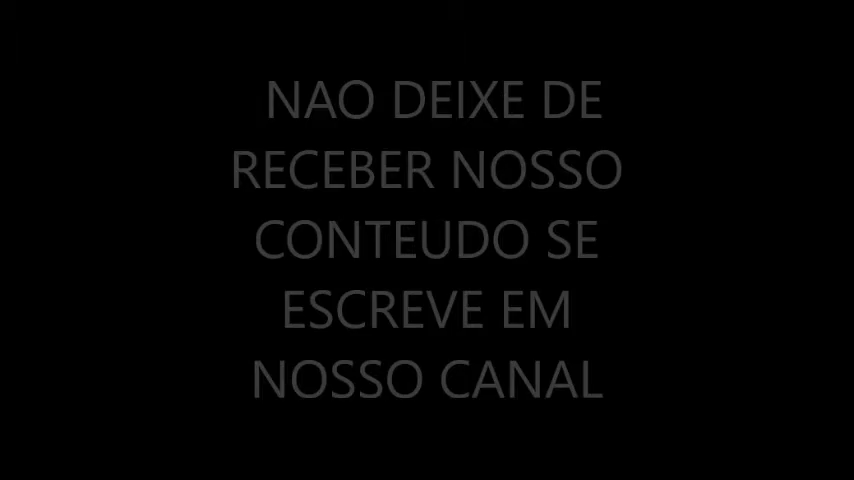 NAO DEIXE DE
RECEBER NOSSO
CONTEUDO SE
ESCREVE EM
NOSSO CANAL